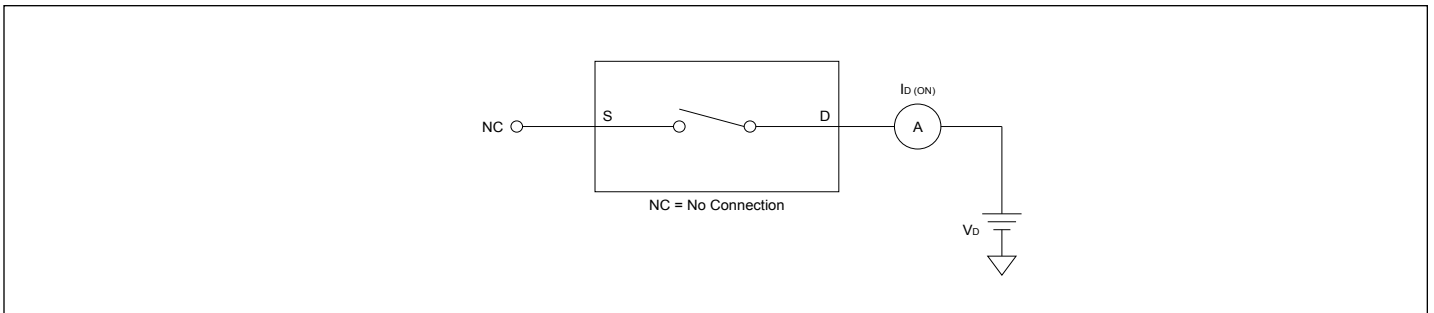 ID (ON)
NC
S
D
A
NC = No Connection
VD